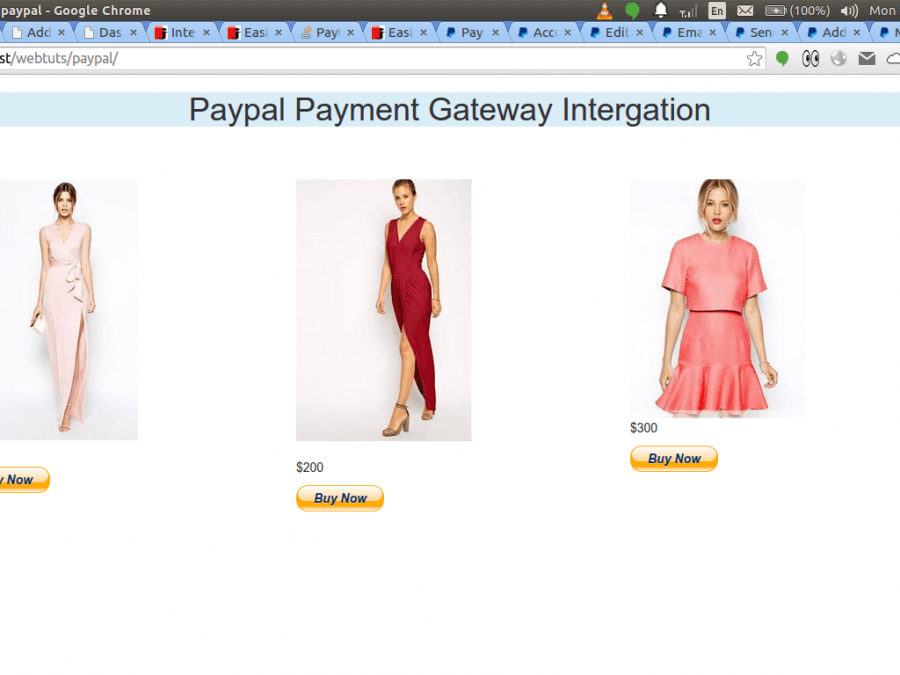 paypal - Google Chrome
En
(100%)
Mon
Add × Das × Inte × Easi × Payl × Easi × Pay × Acc × Edit × Ema × Sen × Add ×
st/webtuts/paypal/
Paypal Payment Gateway Intergation
$300
Buy Now
$200
y Now
Buy Now